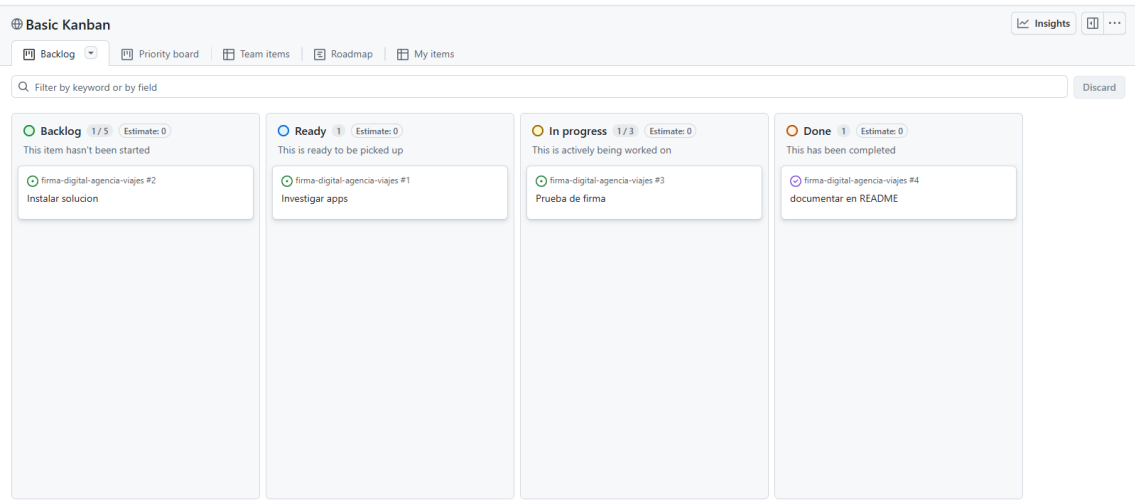 Basic Kanban
Insights
Backlog
Priority board
Team items
Roadmap
My items
Filter by keyword or by field
Discard
Backlog 1 / 5 Estimate: 0
This item hasn't been started
firma-digital-agencia-viajes #2
Instalar solucion
Ready 1 Estimate: 0
This is ready to be picked up
firma-digital-agencia-viajes #1
Investigar apps
In progress 1 / 3 Estimate: 0
This is actively being worked on
firma-digital-agencia-viajes #3
Prueba de firma
Done 1 Estimate: 0
This has been completed
firma-digital-agencia-viajes #4
documentar en README